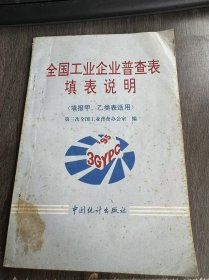 全国工业企业普查表
填表说明
(填报甲、乙类表适用)
第三次全国工业普查办公室 编
'95
3GYPC
中国统计出版社